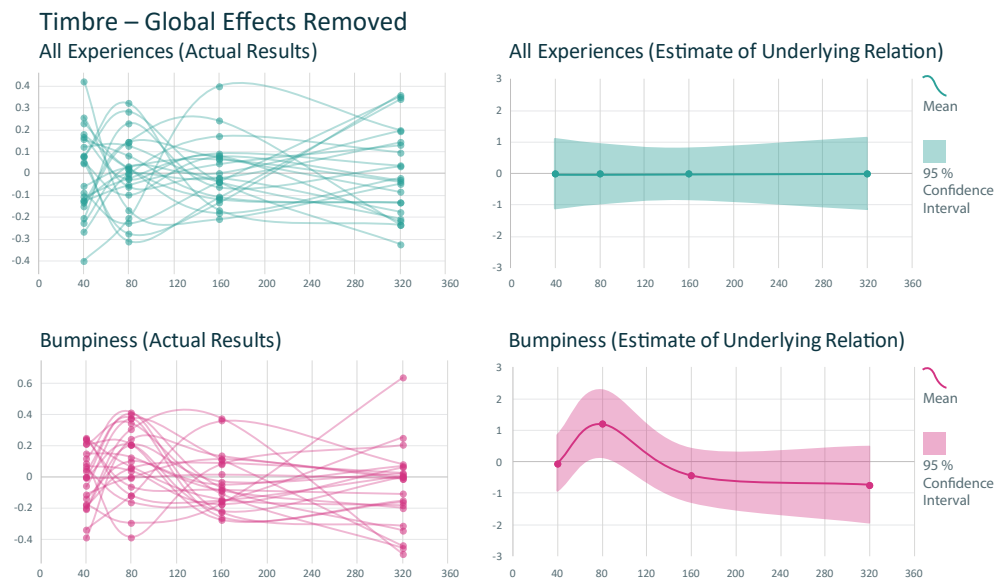 Timbre – Global Effects Removed
All Experiences (Actual Results)
0.4
0.3
0.2
0.1
0
-0.1
-0.2
-0.3
-0.4
0 40 80 120 160 200 240 280 320 360
All Experiences (Estimate of Underlying Relation)
3
2
1
0
-1
-2
-3
0 40 80 120 160 200 240 280 320 360
Mean
95 %
Confidence
Interval
Bumpiness (Actual Results)
0.6
0.4
0.2
0
-0.2
-0.4
0 40 80 120 160 200 240 280 320 360
Bumpiness (Estimate of Underlying Relation)
3
2
1
0
-1
-2
-3
0 40 80 120 160 200 240 280 320 360
Mean
95 %
Confidence
Interval